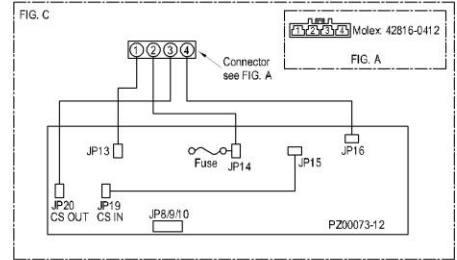 FIG. C
1 2 3 4 Molex 42816-0412
FIG. A
1 2 3 4
Connector
see FIG. A
JP13
Fuse
JP14
JP15
JP16
JP20
CS OUT
JP19
CS IN
JP8/9/10
PZ00073-12